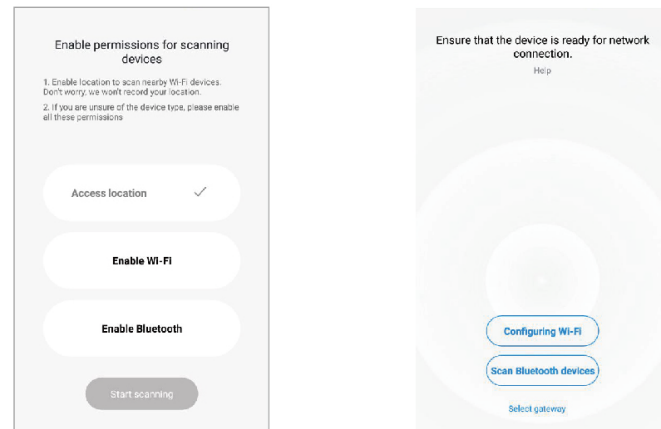 Enable permissions for scanning
devices
1. Enable location to scan nearby Wi-Fi devices.
Don't worry, we won't record your location.
2. If you are unsure of the device type, please enable
all these permissions
Access location
Enable Wi-Fi
Enable Bluetooth
Start scanning
Ensure that the device is ready for network
connection.
Help
Configuring Wi-Fi
Scan Bluetooth devices
Select gateway